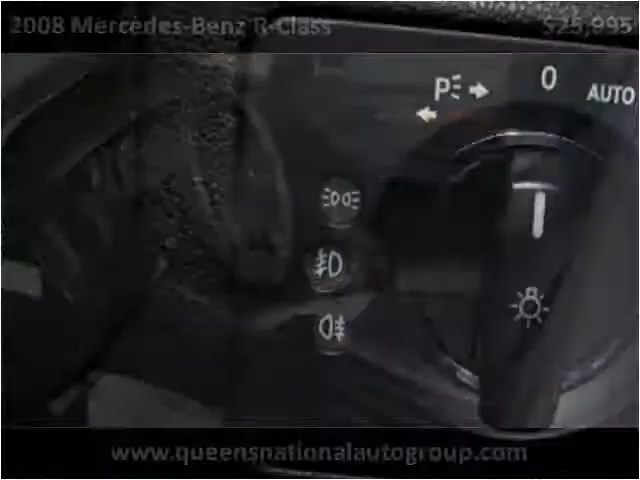 2008 Mercedes-Benz R-Class $25,995
P 0 AUTO
www.queensnationalautogroup.com